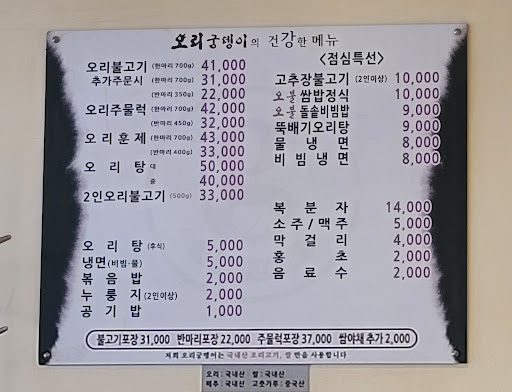 오리궁뎅이의 건강한 메뉴
오리불고기 (한마리 700g) 41,000
추가주문시 (한마리 700g) 31,000
(반마리 350g) 22,000
오리주물럭 (한마리 700g) 42,000
(반마리 450g) 32,000
오리훈제 (한마리 700g) 43,000
(반마리 400g) 33,000
오리탕 대 50,000
중 40,000
2인오리불고기 (500g) 33,000
오리탕 (후식) 5,000
냉면 (비빔·물) 5,000
볶음밥 2,000
누룽지 (2인이상) 2,000
공기밥 1,000
<점심특선>
고추장불고기 (2인이상) 10,000
오불쌈밥정식 10,000
오불돌솥비빔밥 9,000
뚝배기오리탕 9,000
물냉면 8,000
비빔냉면 8,000
복분자 14,000
소주/맥주 5,000
막걸리 4,000
홍초 2,000
음료수 2,000
불고기포장 31,000 반마리포장 22,000 주물럭포장 37,000 쌈야채 추가 2,000
저희 오리궁뎅이는 국내산 오리고기, 쌀 만을 사용합니다
오리 : 국내산 쌀 : 국내산
배추 : 국내산 고춧가루 : 중국산